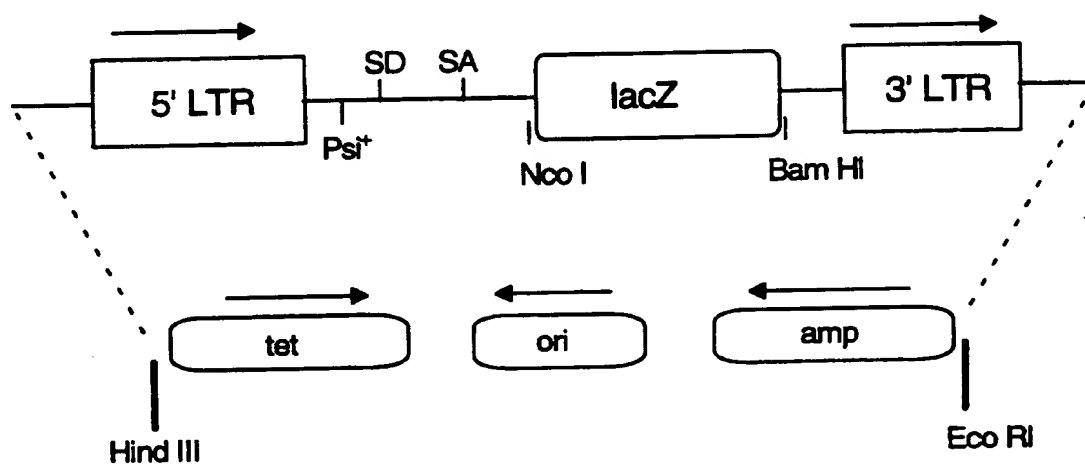 SD SA
5' LTR lacZ 3' LTR
Psi+
Nco I Bam HI
tet ori amp
Hind III Eco RI